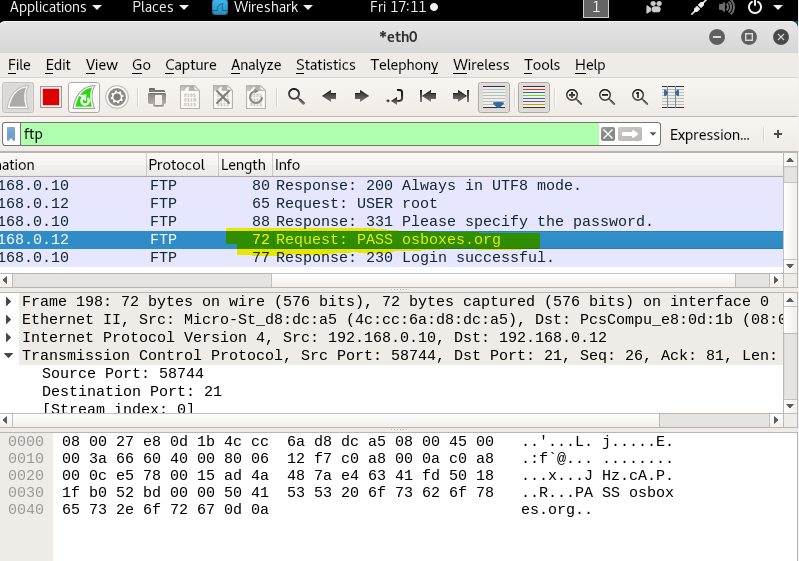 Applications Places Wireshark Fri 17:11 1
*eth0
File Edit View Go Capture Analyze Statistics Telephony Wireless Tools Help
ftp Expression... +
nation Protocol Length Info
168.0.10 FTP 80 Response: 200 Always in UTF8 mode.
168.0.12 FTP 65 Request: USER root
168.0.10 FTP 88 Response: 331 Please specify the password.
168.0.12 FTP 72 Request: PASS osboxes.org
168.0.10 FTP 77 Response: 230 Login successful.
Frame 198: 72 bytes on wire (576 bits), 72 bytes captured (576 bits) on interface 0
Ethernet II, Src: Micro-St_d8:dc:a5 (4c:cc:6a:d8:dc:a5), Dst: PcsCompu_e8:0d:1b (08:0
Internet Protocol Version 4, Src: 192.168.0.10, Dst: 192.168.0.12
Transmission Control Protocol, Src Port: 58744, Dst Port: 21, Seq: 26, Ack: 81, Len:
Source Port: 58744
Destination Port: 21
[Stream index: 0]
0000 08 00 27 e8 0d 1b 4c cc 6a d8 dc a5 08 00 45 00 ..'...L. j.....E.
0010 00 3a 66 60 40 00 80 06 12 f7 c0 a8 00 0a c0 a8 .:f`@... ........
0020 00 0c e5 78 00 15 ad 4a 48 7a e4 63 41 fd 50 18 ...x...J Hz.cA.P.
0030 1f b0 52 bd 00 00 50 41 53 53 20 6f 73 62 6f 78 ..R...PA SS osbox
0040 65 73 2e 6f 72 67 0d 0a es.org..